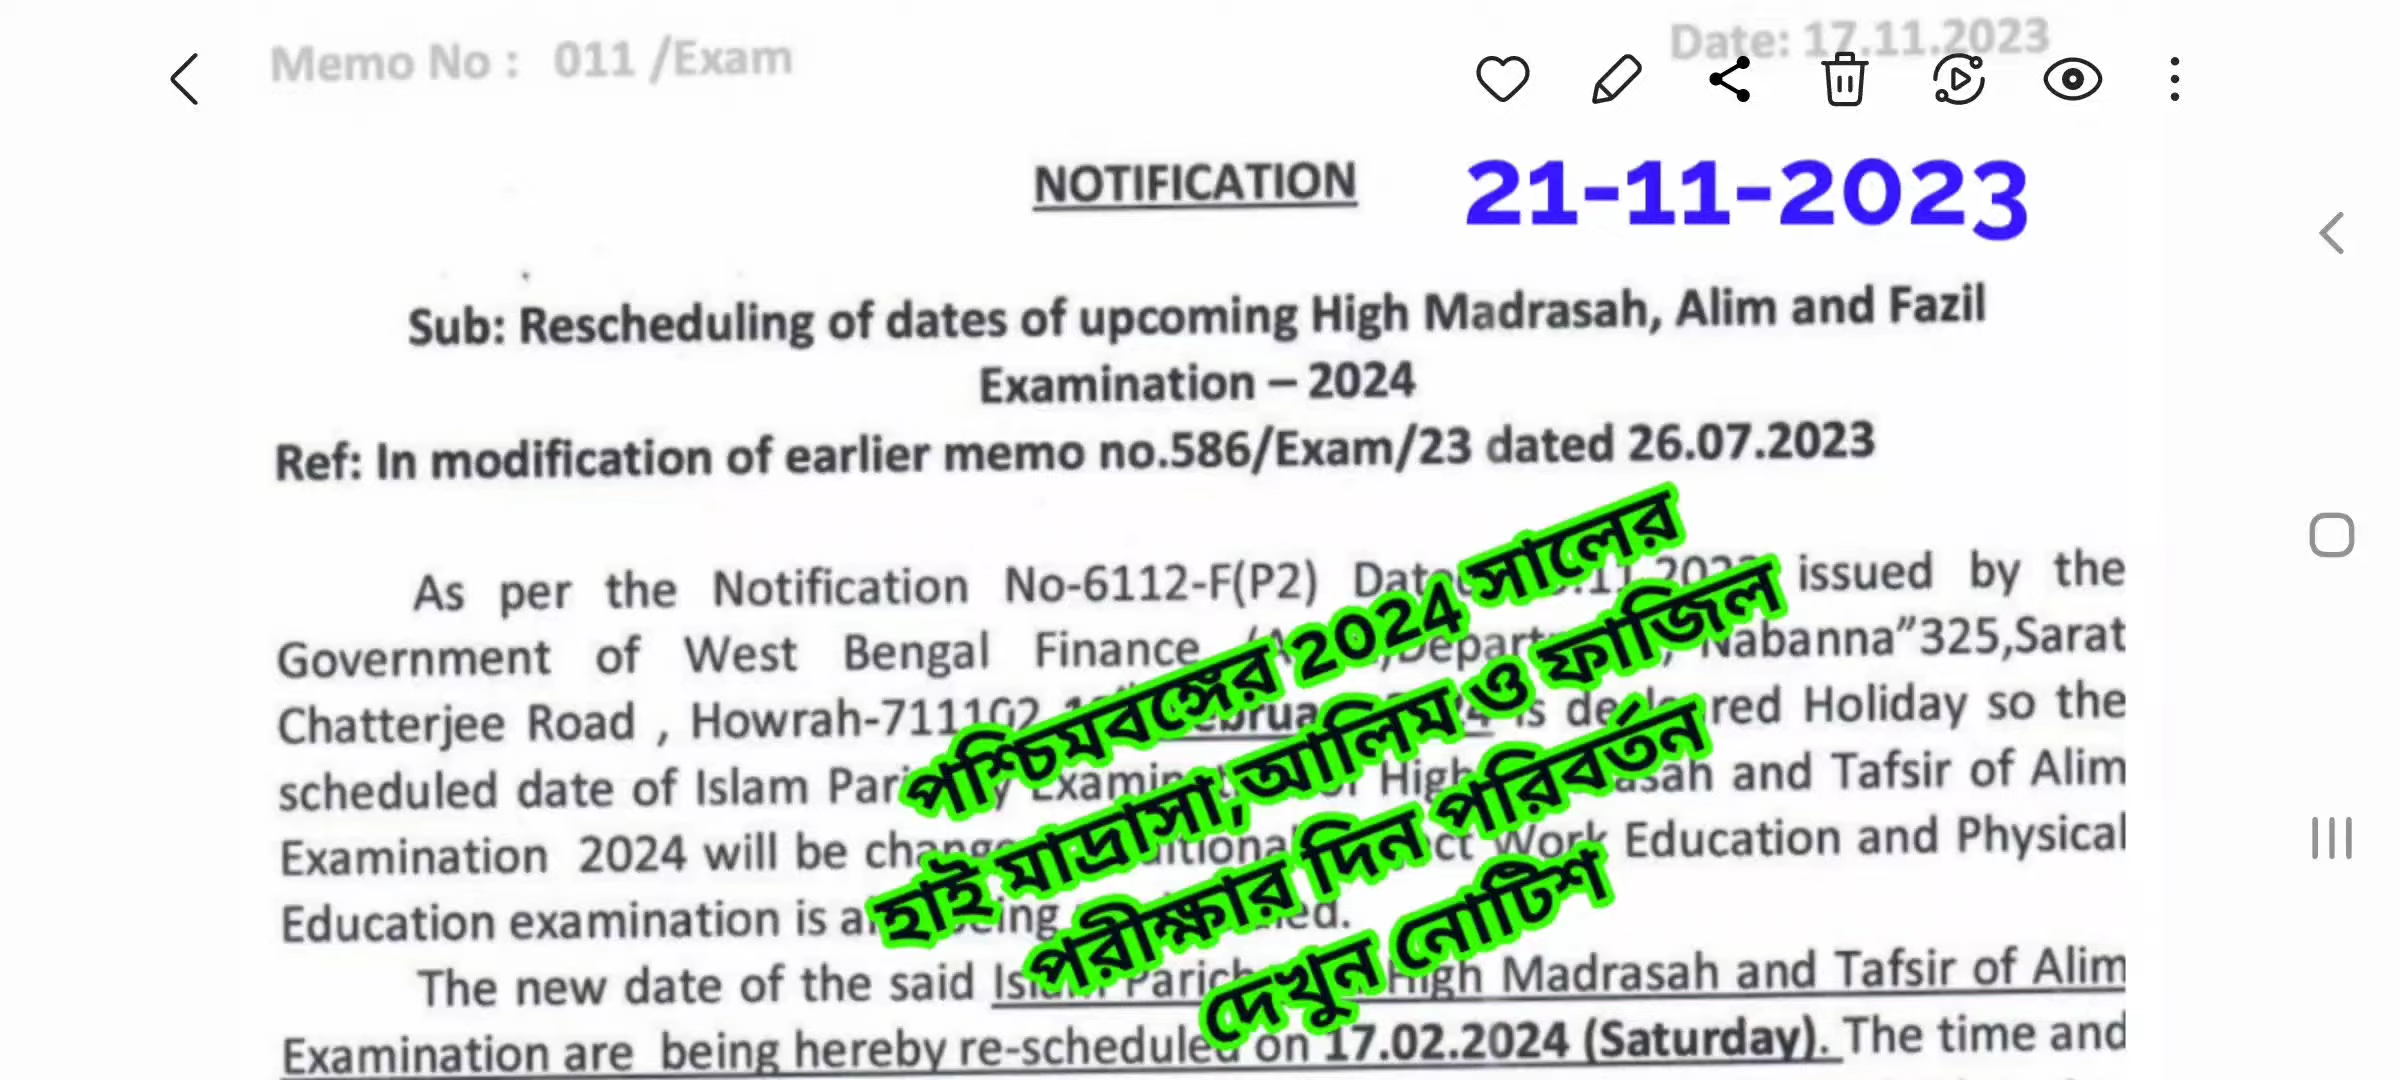 Memo No : 011 /Exam
Date: 17.11.2023
NOTIFICATION
21-11-2023
Sub: Rescheduling of dates of upcoming High Madrasah, Alim and Fazil
Examination – 2024
Ref: In modification of earlier memo no.586/Exam/23 dated 26.07.2023
As per the Notification No-6112-F(P2) issued by the
Government of West Bengal Finance Nabanna”325,Sarat
Chatterjee Road , Howrah-711102 is declared Holiday so the
scheduled date of Islam High and Tafsir of Alim
Examination 2024 will be Work Education and Physical
Education examination is
The new date of the said Islam High Madrasah and Tafsir of Alim
Examination are being hereby re-scheduled on 17.02.2024 (Saturday). The time and
পশ্চিমবঙ্গের 2024 সালের
হাই মাদ্রাসা,আলিম ও ফাজিল
পরীক্ষার দিন পরিবর্তন
দেখুন নোটিশ